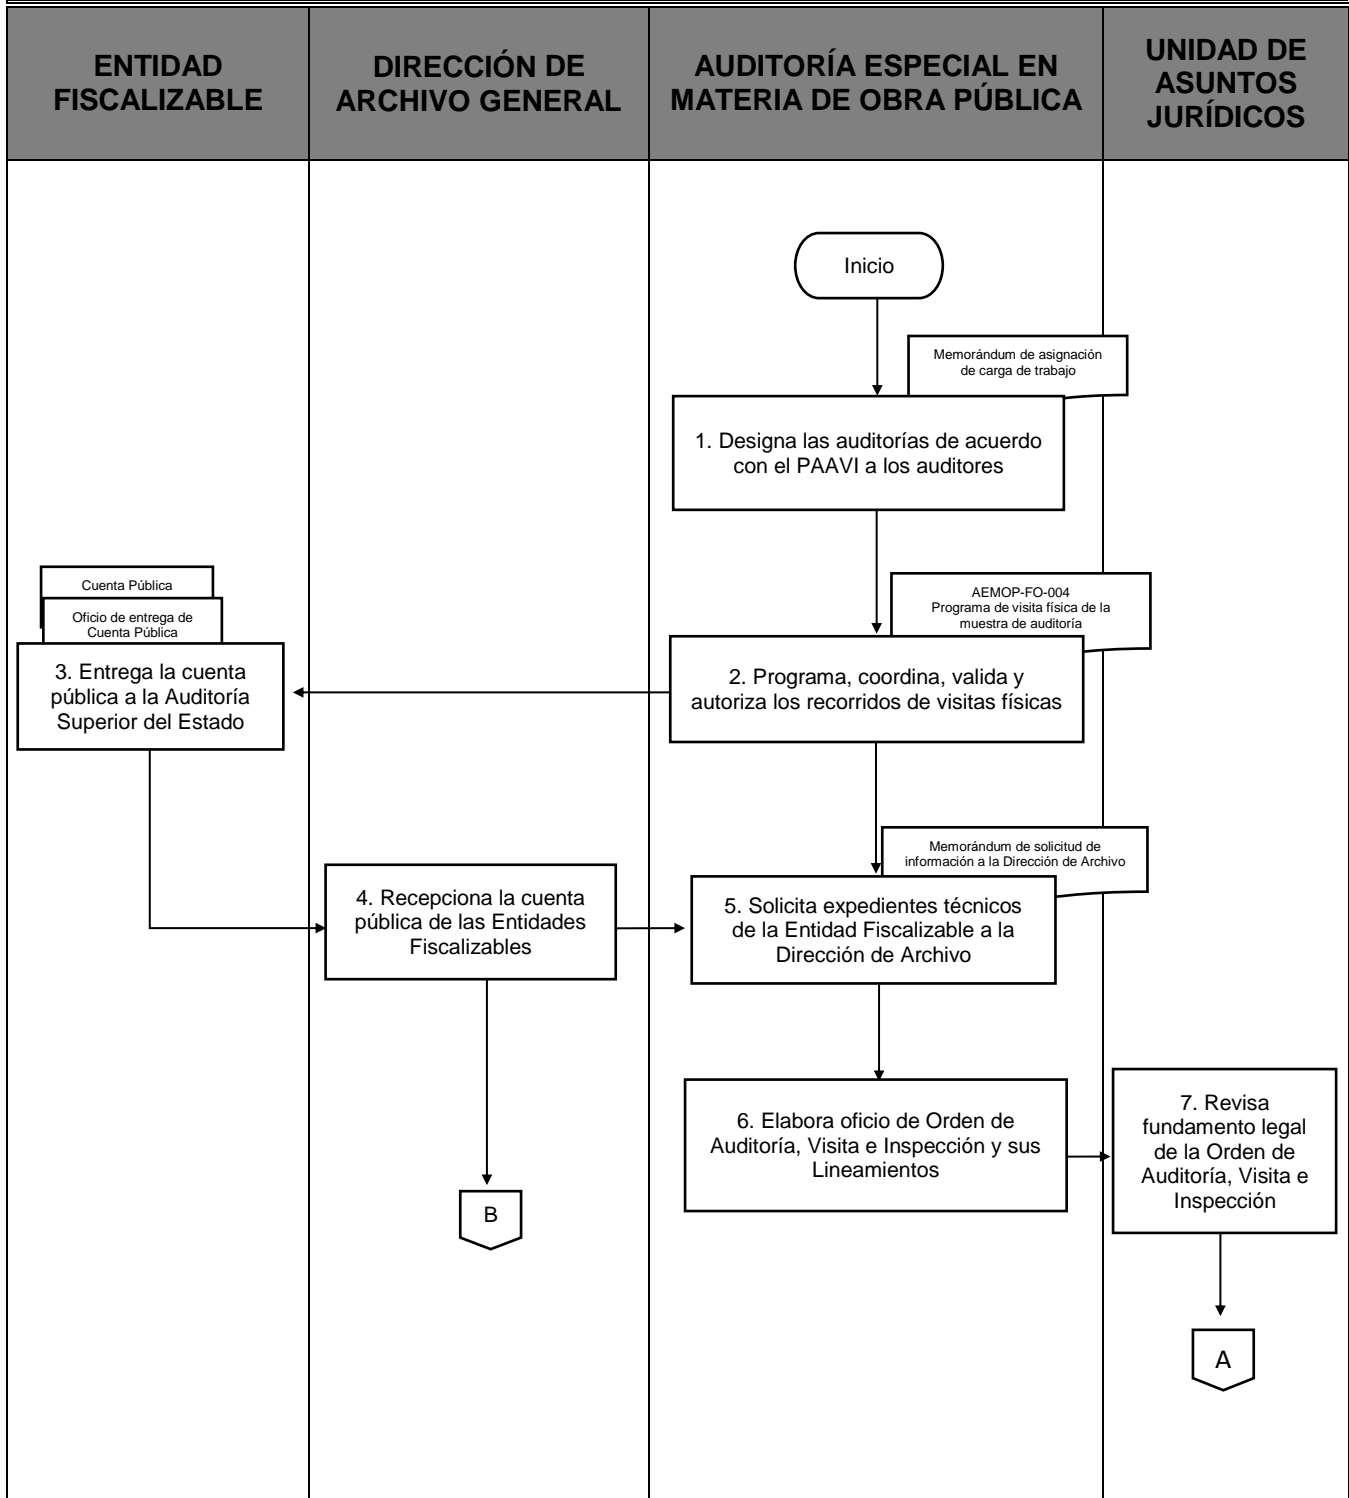 ENTIDAD
FISCALIZABLE
DIRECCIÓN DE
ARCHIVO GENERAL
AUDITORÍA ESPECIAL EN
MATERIA DE OBRA PÚBLICA
UNIDAD DE
ASUNTOS
JURÍDICOS
Inicio
Memorándum de asignación
de carga de trabajo
1. Designa las auditorías de acuerdo
con el PAAVI a los auditores
AEMOP-FO-004
Programa de visita física de la
muestra de auditoría
2. Programa, coordina, valida y
autoriza los recorridos de visitas físicas
Cuenta Pública
Oficio de entrega de
Cuenta Pública
3. Entrega la cuenta
pública a la Auditoría
Superior del Estado
4. Recepciona la cuenta
pública de las Entidades
Fiscalizables
Memorándum de solicitud de
información a la Dirección de Archivo
5. Solicita expedientes técnicos
de la Entidad Fiscalizable a la
Dirección de Archivo
6. Elabora oficio de Orden de
Auditoría, Visita e Inspección y sus
Lineamientos
7. Revisa
fundamento legal
de la Orden de
Auditoría, Visita e
Inspección
B
A